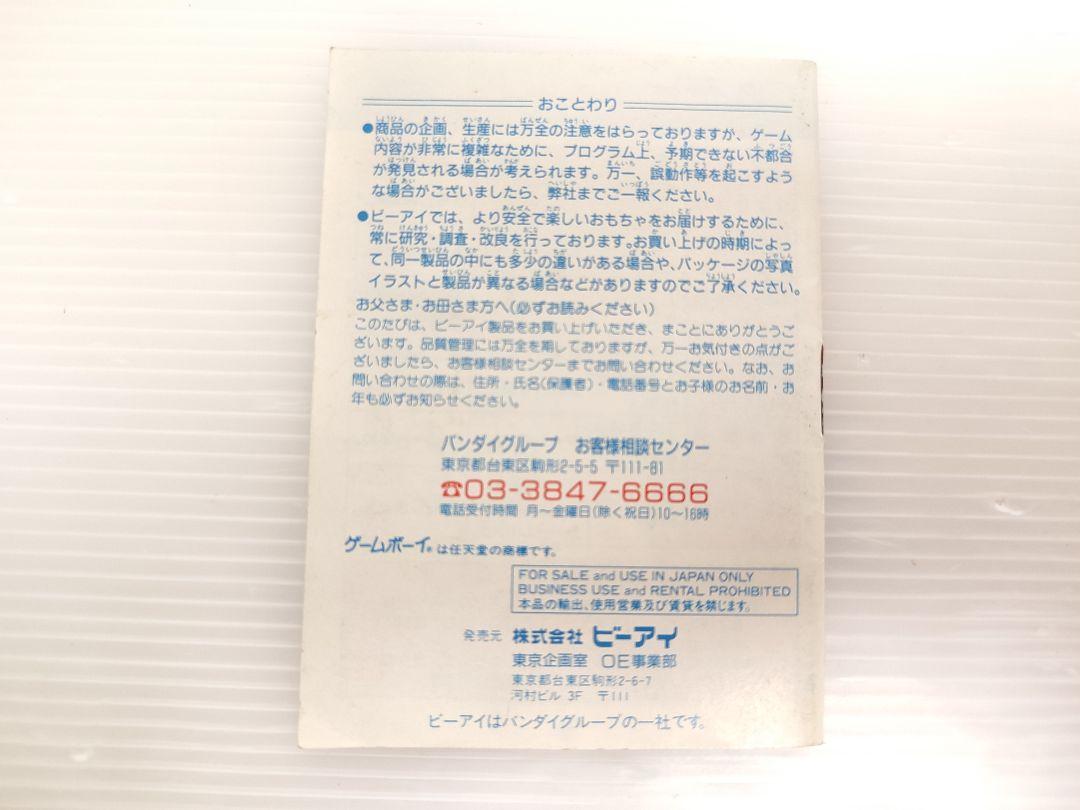 おことわり
●商品の企画、生産には万全の注意をはらっておりますが、ゲーム
内容が非常に複雑なために、プログラム上、予期できない不都合
が発見される場合が考えられます。万一、誤動作等を起こすよう
な場合がございましたら、弊社までご一報ください。
●ビーアイでは、より安全で楽しいおもちゃをお届けするために、
常に研究・調査・改良を行っております。お買い上げの時期によっ
て、同一製品の中にも多少の違いがある場合や、パッケージの写真
イラストと製品が異なる場合などがありますのでご了承ください。
お父さま・お母さま方へ(必ずお読みください)
このたびは、ビーアイ製品をお買い上げいただき、まことにありがとうご
ざいます。品質管理には万全を期しておりますが、万一お気付きの点がご
ざいましたら、お客様相談センターまでお問い合わせください。なお、お
問い合わせの際は、住所・氏名(保護者)・電話番号とお子様のお名前・お
年も必ずお知らせください。
バンダイグループ お客様相談センター
東京都台東区駒形2-5-5 〒111-81
☎03-3847-6666
電話受付時間 月〜金曜日(除く祝日)10〜16時
ゲームボーイ® は任天堂の商標です。
FOR SALE and USE IN JAPAN ONLY
BUSINESS USE and RENTAL PROHIBITED
本品の輸出、使用営業及び賃貸を禁じます。
発売元 株式会社 ビーアイ
東京企画室 OE事業部
東京都台東区駒形2-6-7
河村ビル 3F 〒111
ビーアイはバンダイグループの一社です。